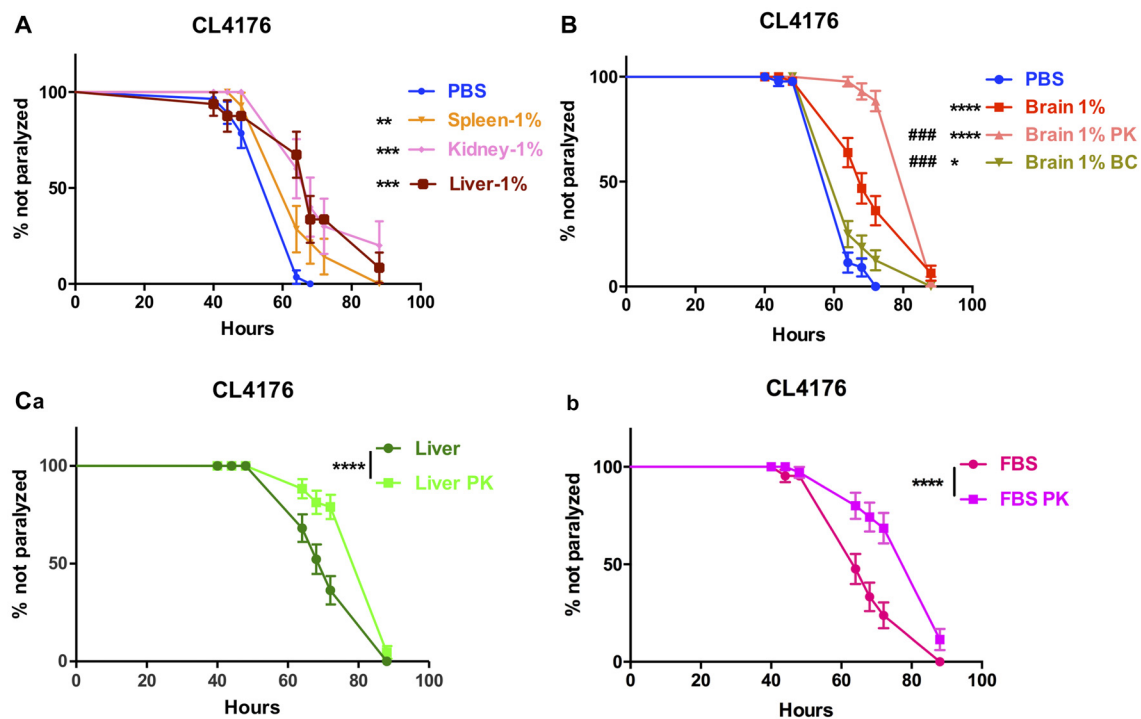 A
CL4176
% not paralyzed
100
50
0
0 20 40 60 80 100
Hours
PBS
** Spleen-1%
*** Kidney-1%
*** Liver-1%
B
CL4176
% not paralyzed
100
50
0
0 20 40 60 80 100
Hours
PBS
**** Brain 1%
### **** Brain 1% PK
### * Brain 1% BC
Ca
CL4176
% not paralyzed
100
50
0
0 20 40 60 80 100
Hours
Liver
****
Liver PK
b
CL4176
% not paralyzed
100
50
0
0 20 40 60 80 100
Hours
FBS
****
FBS PK